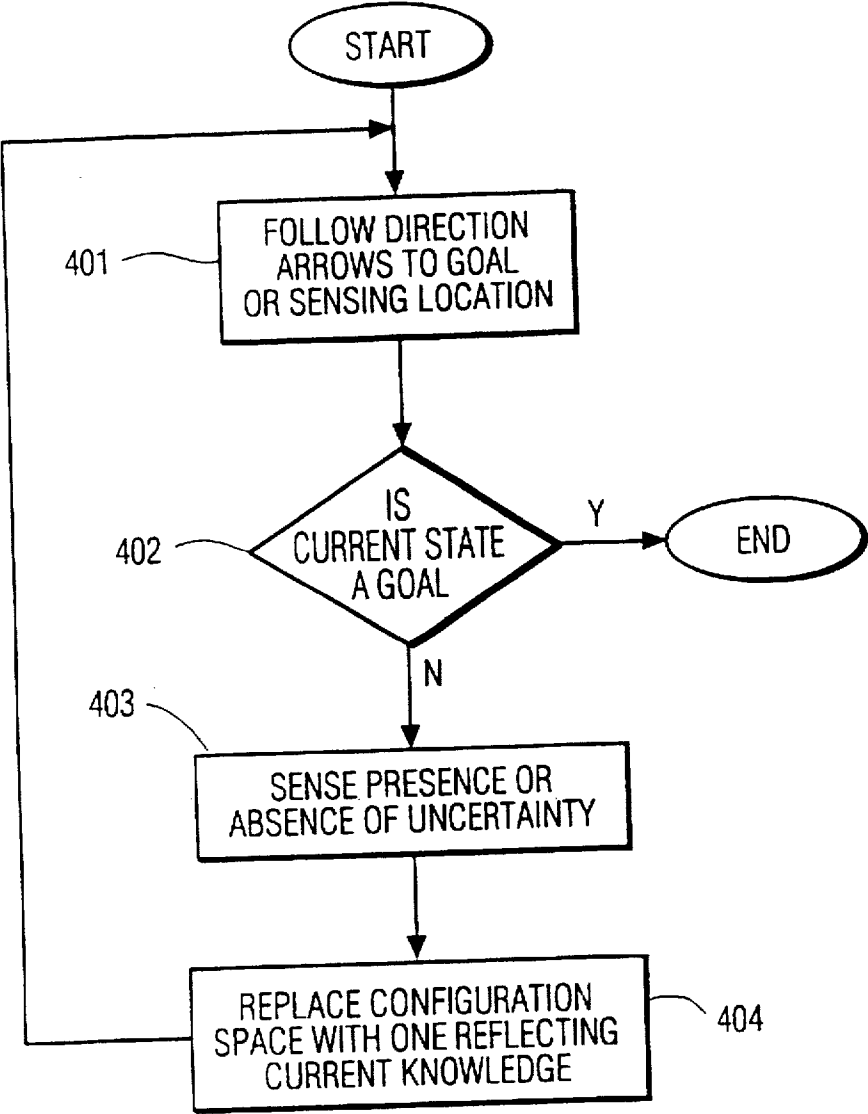 START
FOLLOW DIRECTION
ARROWS TO GOAL
OR SENSING LOCATION
401
IS
CURRENT STATE
A GOAL
402
Y
END
N
403
SENSE PRESENCE OR
ABSENCE OF UNCERTAINTY
REPLACE CONFIGURATION
SPACE WITH ONE REFLECTING
CURRENT KNOWLEDGE
404